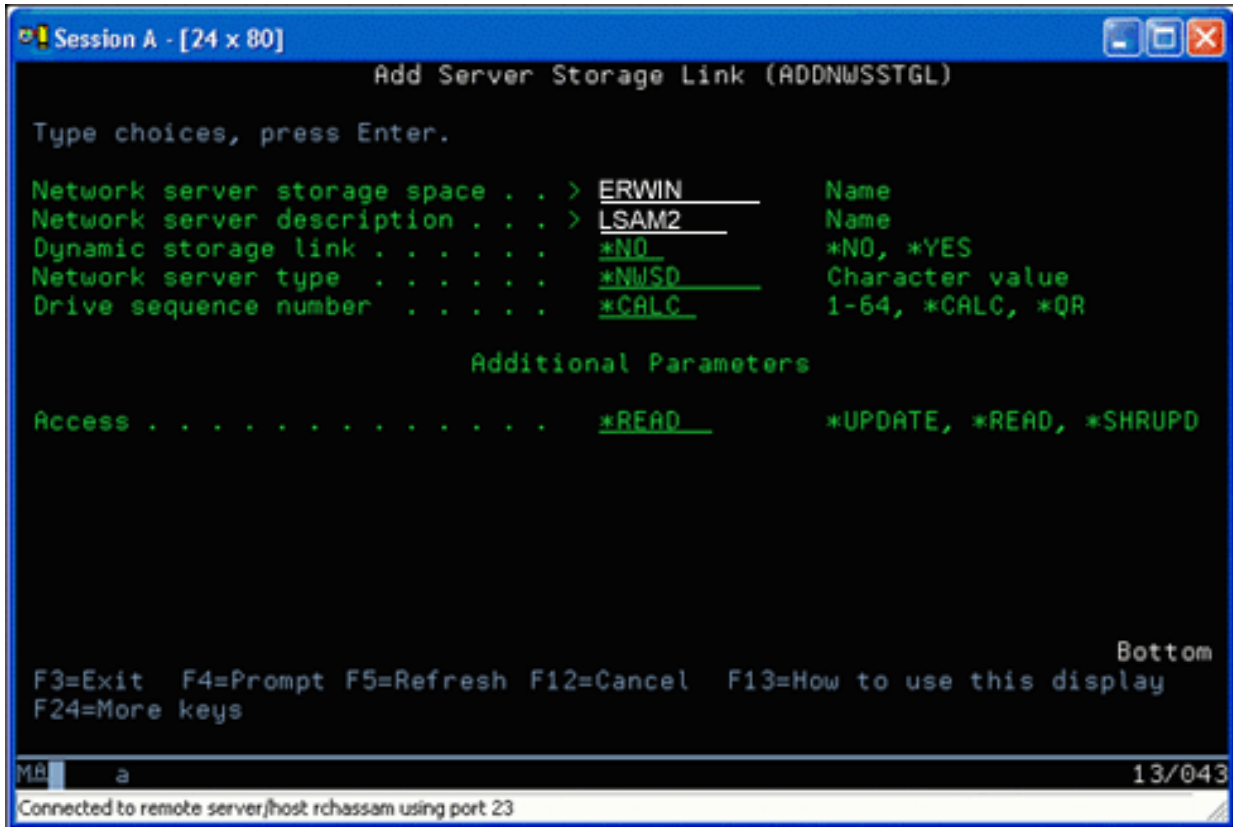 Session A - [24 x 80]
Add Server Storage Link (ADDNWSSTGL)
Type choices, press Enter.
Network server storage space . . > ERWIN Name
Network server description . . . > LSAM2 Name
Dynamic storage link . . . . . . *NO *NO, *YES
Network server type . . . . . . *NWSD Character value
Drive sequence number . . . . . *CALC 1-64, *CALC, *QR
Additional Parameters
Access . . . . . . . . . . . . . *READ *UPDATE, *READ, *SHRUPD
Bottom
F3=Exit F4=Prompt F5=Refresh F12=Cancel F13=How to use this display
F24=More keys
MA a 13/043
Connected to remote server/host rchassam using port 23